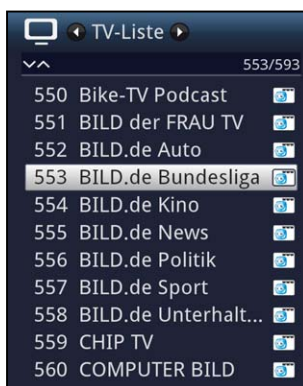 TV-Liste
553/593
550 Bike-TV Podcast
551 BILD der FRAU TV
552 BILD.de Auto
553 BILD.de Bundesliga
554 BILD.de Kino
555 BILD.de News
556 BILD.de Politik
557 BILD.de Sport
558 BILD.de Unterhalt...
559 CHIP TV
560 COMPUTER BILD